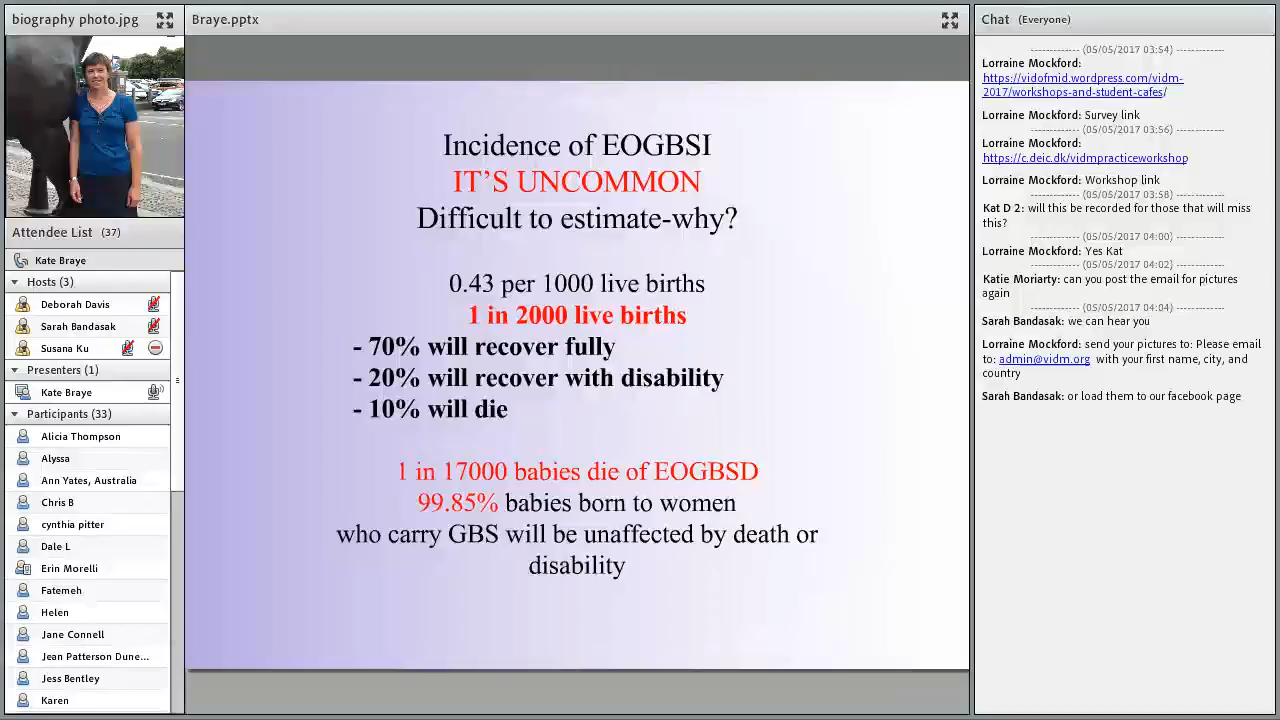 biography photo.jpg
Attendee List (37)
Kate Braye
Hosts (3)
Deborah Davis
Sarah Bandasak
Susana Ku
Presenters (1)
Kate Braye
Participants (33)
Alicia Thompson
Alyssa
Ann Yates, Australia
Chris B
cynthia pitter
Dale L
Erin Morelli
Fatemeh
Helen
Jane Connell
Jean Patterson Dune...
Jess Bentley
Karen
Braye.pptx
Incidence of EOGBSI
IT'S UNCOMMON
Difficult to estimate-why?
0.43 per 1000 live births
1 in 2000 live births
- 70% will recover fully
- 20% will recover with disability
- 10% will die
1 in 17000 babies die of EOGBSD
99.85% babies born to women
who carry GBS will be unaffected by death or
disability
Chat (Everyone)
------------- (05/05/2017 03:54) -------------
Lorraine Mockford:
https://vidofmid.wordpress.com/vidm-
2017/workshops-and-student-cafes/
Lorraine Mockford: Survey link
------------- (05/05/2017 03:56) -------------
Lorraine Mockford:
https://c.deic.dk/vidmpracticeworkshop
Lorraine Mockford: Workshop link
------------- (05/05/2017 03:58) -------------
Kat D 2: will this be recorded for those that will miss
this?
------------- (05/05/2017 04:00) -------------
Lorraine Mockford: Yes Kat
------------- (05/05/2017 04:02) -------------
Katie Moriarty: can you post the email for pictures
again
------------- (05/05/2017 04:04) -------------
Sarah Bandasak: we can hear you
Lorraine Mockford: send your pictures to: Please email
to: admin@vidm.org with your first name, city, and
country
Sarah Bandasak: or load them to our facebook page